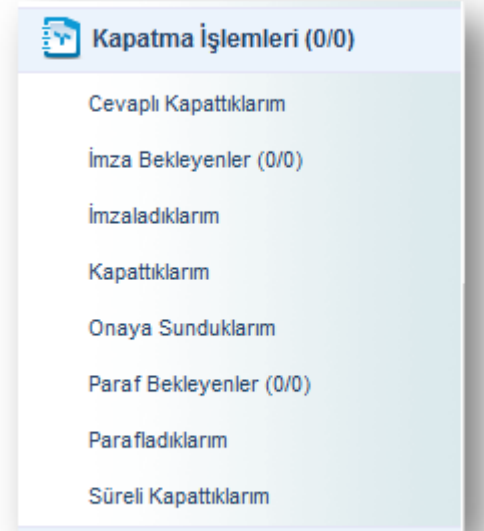 Kapatma İşlemleri (0/0)
Cevaplı Kapattıklarım
İmza Bekleyenler (0/0)
İmzaladıklarım
Kapattıklarım
Onaya Sunduklarım
Paraf Bekleyenler (0/0)
Parafladıklarım
Süreli Kapattıklarım